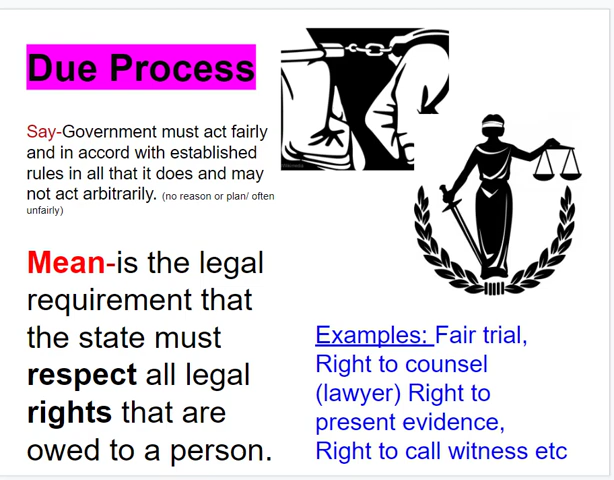 Due Process
Say-Government must act fairly
and in accord with established
rules in all that it does and may
not act arbitrarily. (no reason or plan/ often
unfairly)
Mean-is the legal
requirement that
the state must
respect all legal
rights that are
owed to a person.
Examples: Fair trial,
Right to counsel
(lawyer) Right to
present evidence,
Right to call witness etc